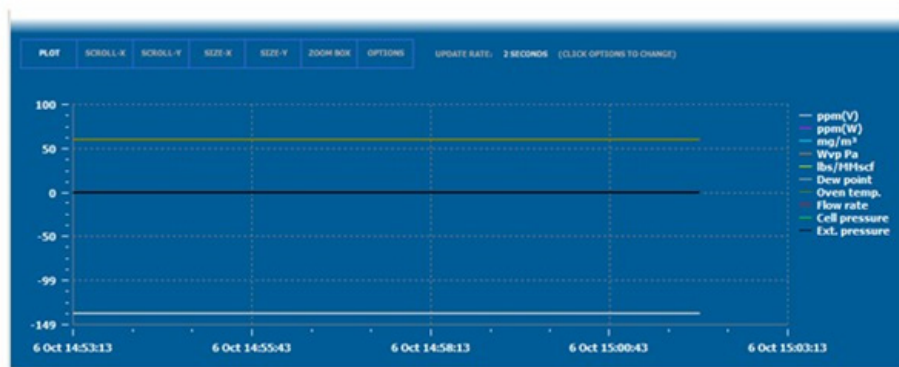 PLOT SCROLL-X SCROLL-Y SIZE-X SIZE-Y ZOOM BOX OPTIONS UPDATE RATE: 2 SECONDS (CLICK OPTIONS TO CHANGE)
100
50
0
-50
-99
-149
6 Oct 14:53:13 6 Oct 14:55:43 6 Oct 14:58:13 6 Oct 15:00:43 6 Oct 15:03:13
ppm(V)
ppm(W)
mg/m³
Wvp Pa
lbs/MMscf
Dew point
Oven temp.
Flow rate
Cell pressure
Ext. pressure